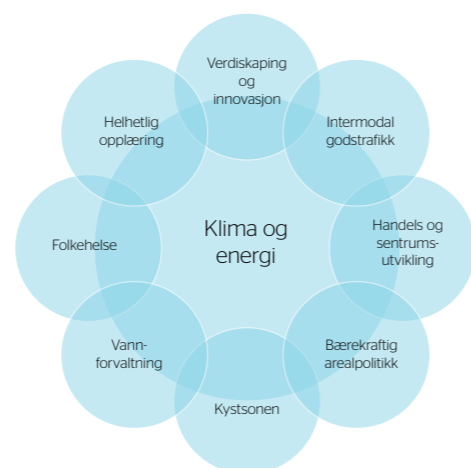 Verdiskaping
og
innovasjon
Intermodal
godstrafikk
Handels og
sentrums-
utvikling
Bærekraftig
arealpolitikk
Kystsonen
Vann-
forvaltning
Folkehelse
Helhetlig
opplæring
Klima og
energi